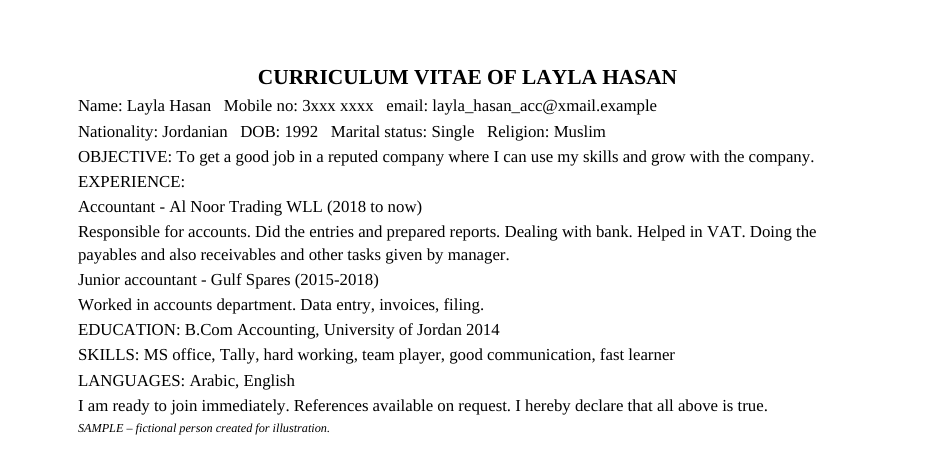 CURRICULUM VITAE OF LAYLA HASAN
Name: Layla Hasan   Mobile no: 3xxx xxxx   email: layla_hasan_acc@xmail.example
Nationality: Jordanian   DOB: 1992   Marital status: Single   Religion: Muslim
OBJECTIVE: To get a good job in a reputed company where I can use my skills and grow with the company.
EXPERIENCE:
Accountant - Al Noor Trading WLL (2018 to now)
Responsible for accounts. Did the entries and prepared reports. Dealing with bank. Helped in VAT. Doing the
payables and also receivables and other tasks given by manager.
Junior accountant - Gulf Spares (2015-2018)
Worked in accounts department. Data entry, invoices, filing.
EDUCATION: B.Com Accounting, University of Jordan 2014
SKILLS: MS office, Tally, hard working, team player, good communication, fast learner
LANGUAGES: Arabic, English
I am ready to join immediately. References available on request. I hereby declare that all above is true.
SAMPLE – fictional person created for illustration.